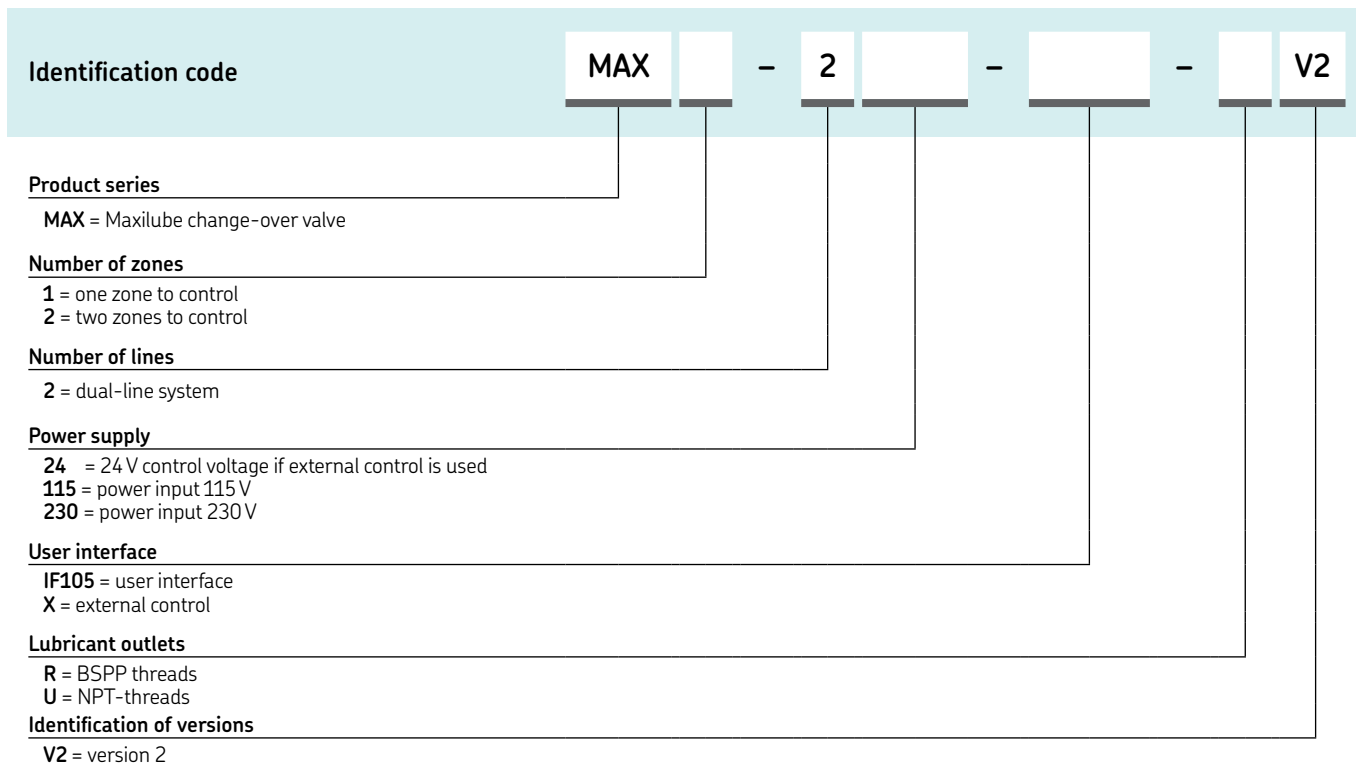 Identification code MAX – 2 – – V2
Product series
MAX = Maxilube change-over valve
Number of zones
1 = one zone to control
2 = two zones to control
Number of lines
2 = dual-line system
Power supply
24 = 24 V control voltage if external control is used
115 = power input 115 V
230 = power input 230 V
User interface
IF105 = user interface
X = external control
Lubricant outlets
R = BSPP threads
U = NPT-threads
Identification of versions
V2 = version 2